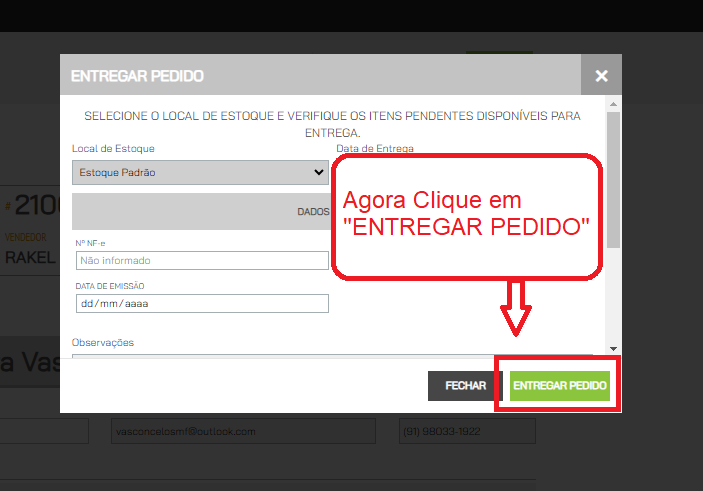 ENTREGAR PEDIDO
SELECIONE O LOCAL DE ESTOQUE E VERIFIQUE OS ITENS PENDENTES DISPONÍVEIS PARA
ENTREGA.
Local de Estoque
Data de Entrega
Estoque Padrão
Agora Clique em
"ENTREGAR PEDIDO"
# 2100
DADOS
VENDEDOR
RAKEL
Nº NF-e
Não informado
DATA DE EMISSÃO
dd/mm/aaaa
Observações
a Vas
FECHAR
ENTREGAR PEDIDO
vasconcelosmf@outlook.com
(91) 98033-1922